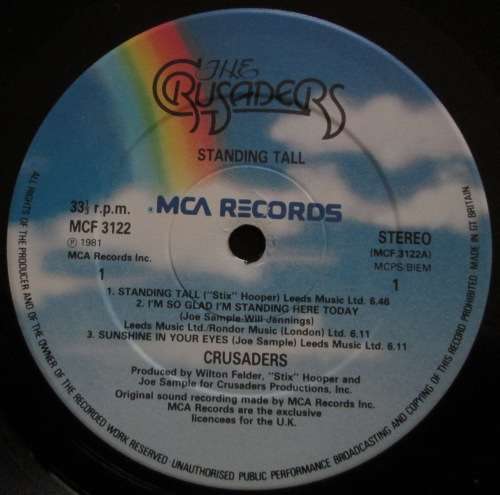 THE
CRUSADERS
STANDING TALL
33⅓ r.p.m.
MCF 3122
Ⓟ 1981
MCA Records Inc.
1
MCA RECORDS
STEREO
(MCF 3122A)
MCPS/BIEM
1
1. STANDING TALL ("Stix" Hooper) Leeds Music Ltd. 6.46
2. I'M SO GLAD I'M STANDING HERE TODAY
(Joe Sample-Will Jennings)
Leeds Music Ltd./Rondor Music (London) Ltd. 6.11
3. SUNSHINE IN YOUR EYES (Joe Sample) Leeds Music Ltd. 6.11
CRUSADERS
Produced by Wilton Felder, "Stix" Hooper and
Joe Sample for Crusaders Productions, Inc.
Original sound recording made by MCA Records Inc.
MCA Records are the exclusive
licencees for the U.K.
ALL RIGHTS OF THE PRODUCER AND OF THE OWNER OF THE RECORDED WORK RESERVED. UNAUTHORISED PUBLIC PERFORMANCE BROADCASTING AND COPYING OF THIS RECORD PROHIBITED. MADE IN GT BRITAIN